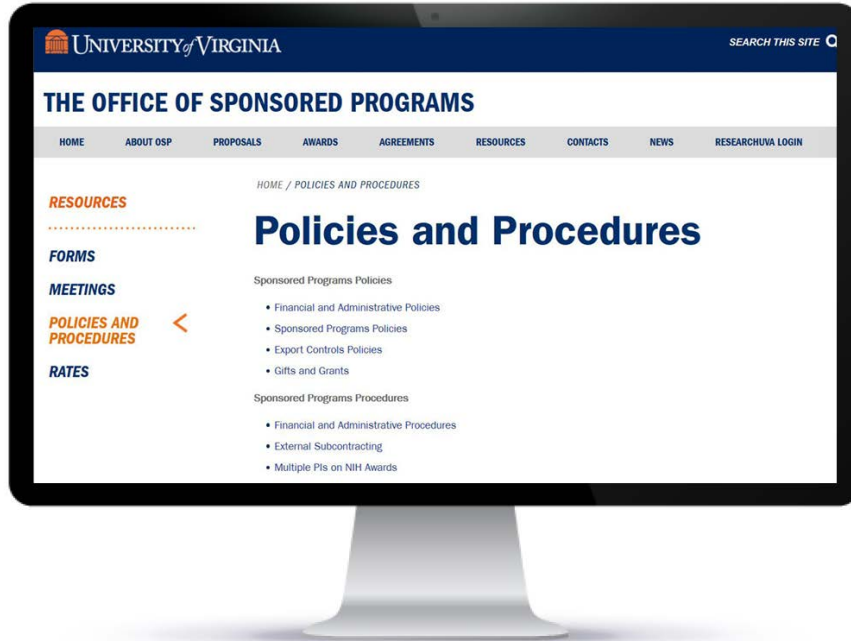 UNIVERSITY of VIRGINIA
SEARCH THIS SITE
THE OFFICE OF SPONSORED PROGRAMS
HOME ABOUT OSP PROPOSALS AWARDS AGREEMENTS RESOURCES CONTACTS NEWS RESEARCHUVA LOGIN
RESOURCES
FORMS
MEETINGS
POLICIES AND
PROCEDURES <
RATES
HOME / POLICIES AND PROCEDURES
Policies and Procedures
Sponsored Programs Policies
• Financial and Administrative Policies
• Sponsored Programs Policies
• Export Controls Policies
• Gifts and Grants
Sponsored Programs Procedures
• Financial and Administrative Procedures
• External Subcontracting
• Multiple PIs on NIH Awards